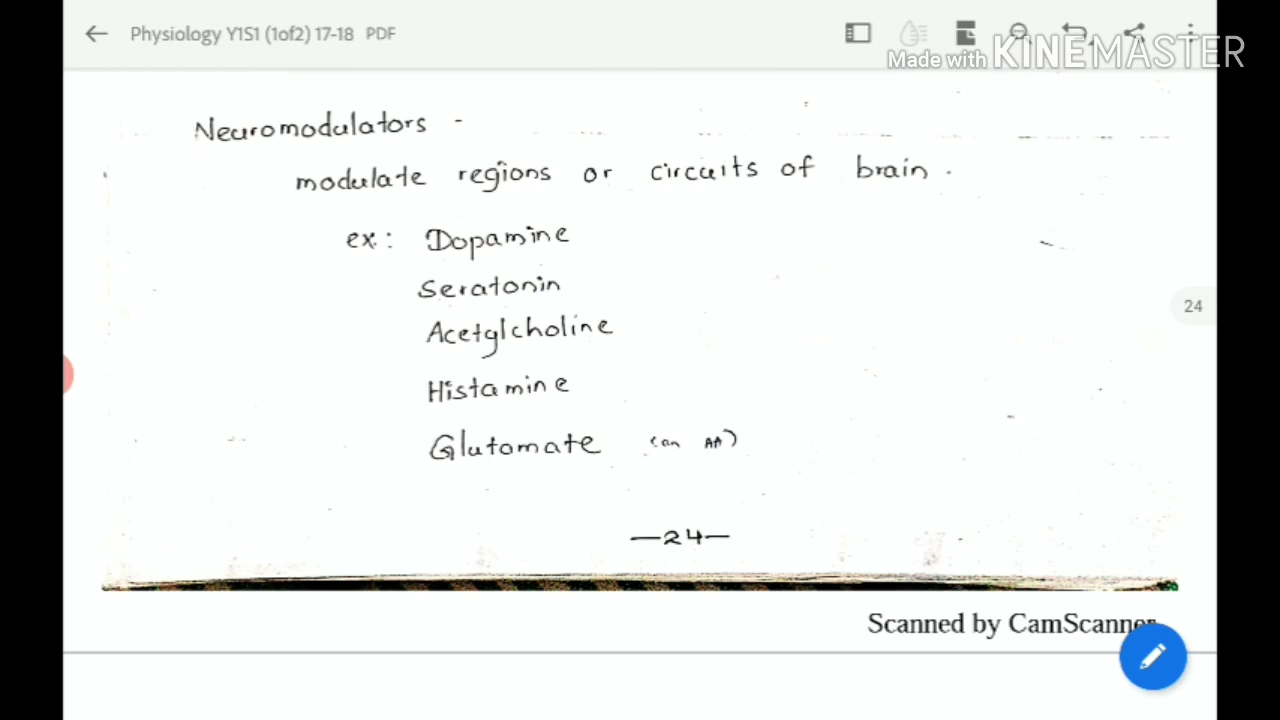 Physiology Y1S1 (1of2) 17-18 PDF
Made with KINEMASTER
Neuromodulators -
modulate regions or circuits of brain.
ex: Dopamine
Seratonin
Acetylcholine
Histamine
Glutamate (an AA)
24
—24—
Scanned by CamScanner